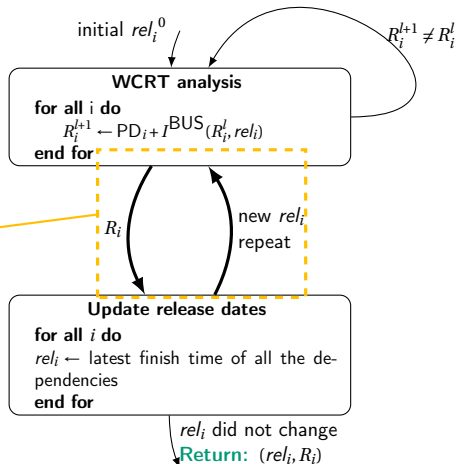 initial rel_i^0
R_i^{l+1} ≠ R_i^l
WCRT analysis
for all i do
R_i^{l+1} ← PD_i + I^{BUS}(R_i^l, rel_i)
end for
R_i
new rel_i
repeat
Update release dates
for all i do
rel_i ← latest finish time of all the de-
pendencies
end for
rel_i did not change
Return: (rel_i, R_i)